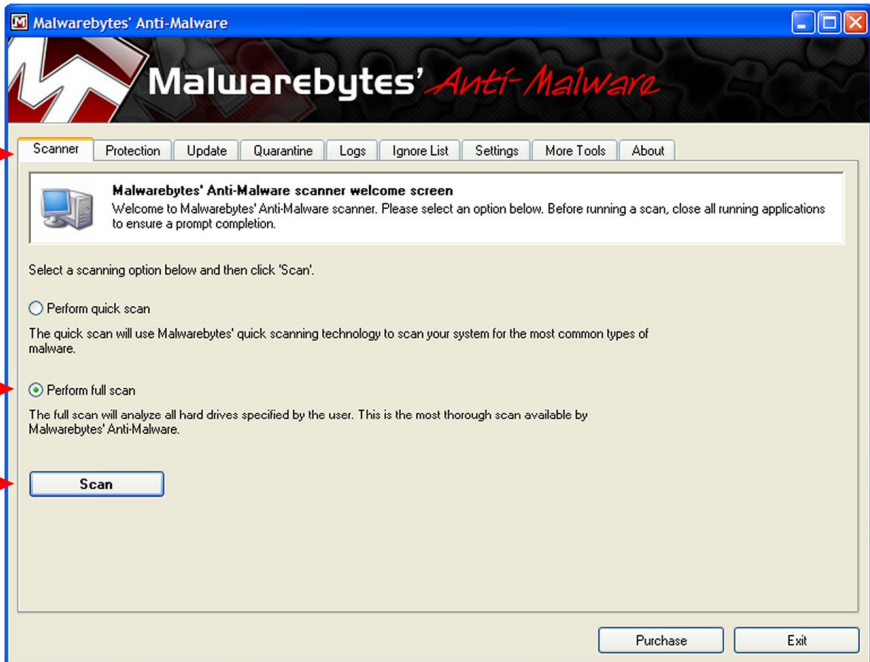 Malwarebytes' Anti-Malware
Malwarebytes' Anti-Malware
Scanner Protection Update Quarantine Logs Ignore List Settings More Tools About
Malwarebytes' Anti-Malware scanner welcome screen
Welcome to Malwarebytes' Anti-Malware scanner. Please select an option below. Before running a scan, close all running applications
to ensure a prompt completion.
Select a scanning option below and then click 'Scan'.
Perform quick scan
The quick scan will use Malwarebytes' quick scanning technology to scan your system for the most common types of
malware.
Perform full scan
The full scan will analyze all hard drives specified by the user. This is the most thorough scan available by
Malwarebytes' Anti-Malware.
Scan
Purchase Exit